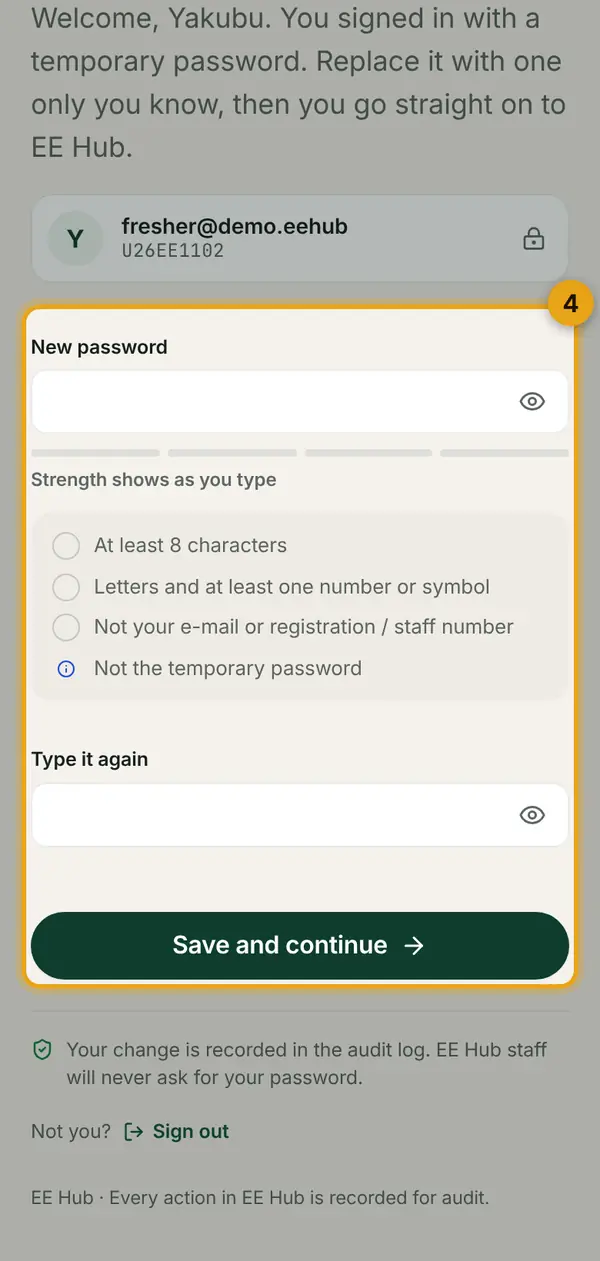 Welcome, Yakubu. You signed in with a
temporary password. Replace it with one
only you know, then you go straight on to
EE Hub.
Y
fresher@demo.eehub
U26EE1102
4
New password
Strength shows as you type
At least 8 characters
Letters and at least one number or symbol
Not your e-mail or registration / staff number
Not the temporary password
Type it again
Save and continue →
Your change is recorded in the audit log. EE Hub staff
will never ask for your password.
Not you? Sign out
EE Hub · Every action in EE Hub is recorded for audit.